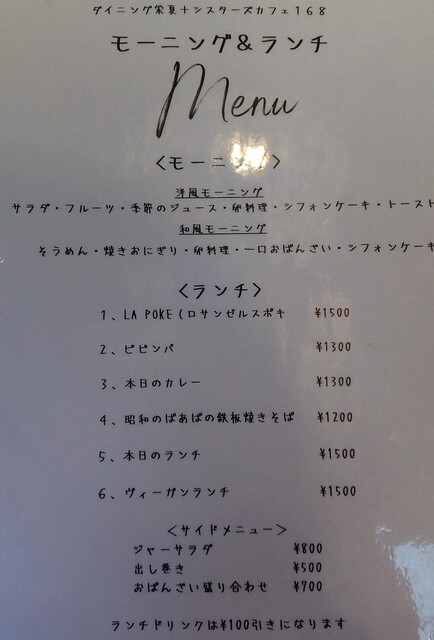 ダイニング栄夏+シスターズカフェ168
モーニング&ランチ
Menu
<モーニング>
洋風モーニング
サラダ・フルーツ・季節のジュース・卵料理・シフォンケーキ・トースト
和風モーニング
そうめん・焼きおにぎり・卵料理・一口おばんざい・シフォンケーキ
<ランチ>
1、LA POKE(ロサンゼルスポキ ¥1500
2、ビビンバ ¥1300
3、本日のカレー ¥1300
4、昭和のばあばの鉄板焼きそば ¥1200
5、本日のランチ ¥1500
6、ヴィーガンランチ ¥1500
<サイドメニュー>
ジャーサラダ ¥800
出し巻き ¥500
おばんざい盛り合わせ ¥700
ランチドリンクは¥100引きになります